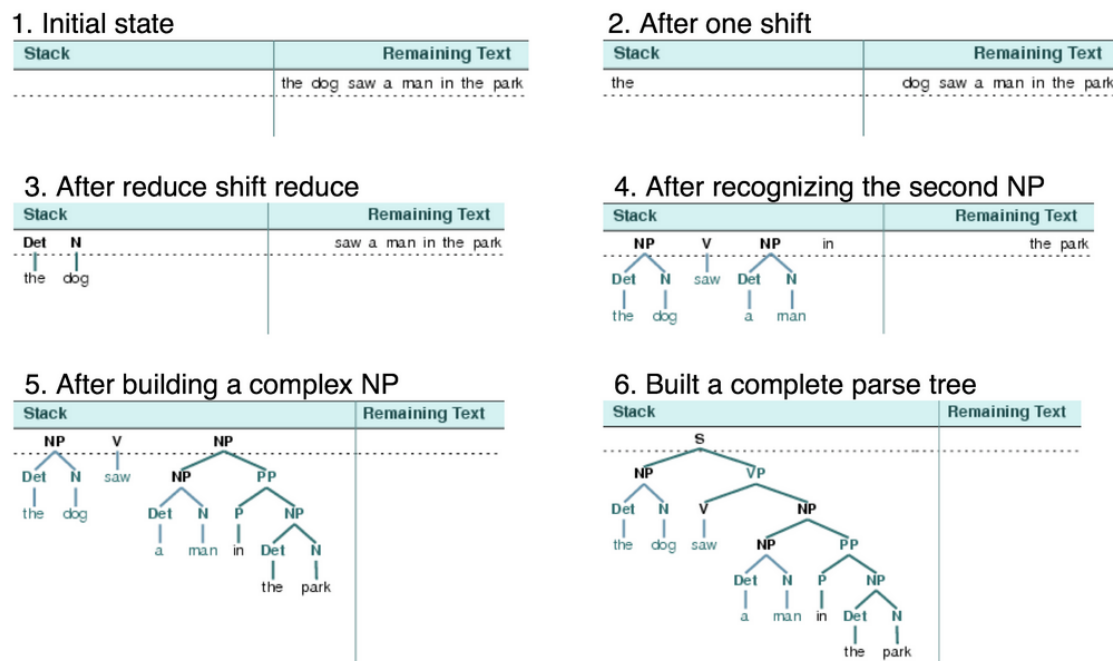 1. Initial state
Stack Remaining Text
the dog saw a man in the park
2. After one shift
Stack Remaining Text
the dog saw a man in the park
3. After reduce shift reduce
Stack Remaining Text
Det N saw a man in the park
the dog
4. After recognizing the second NP
Stack Remaining Text
NP V NP in the park
Det N saw Det N
the dog a man
5. After building a complex NP
Stack Remaining Text
NP V NP
Det N saw NP PP
the dog Det N P NP
a man in Det N
the park
6. Built a complete parse tree
Stack Remaining Text
S
NP VP
Det N V NP
the dog saw NP PP
Det N P NP
a man in Det N
the park